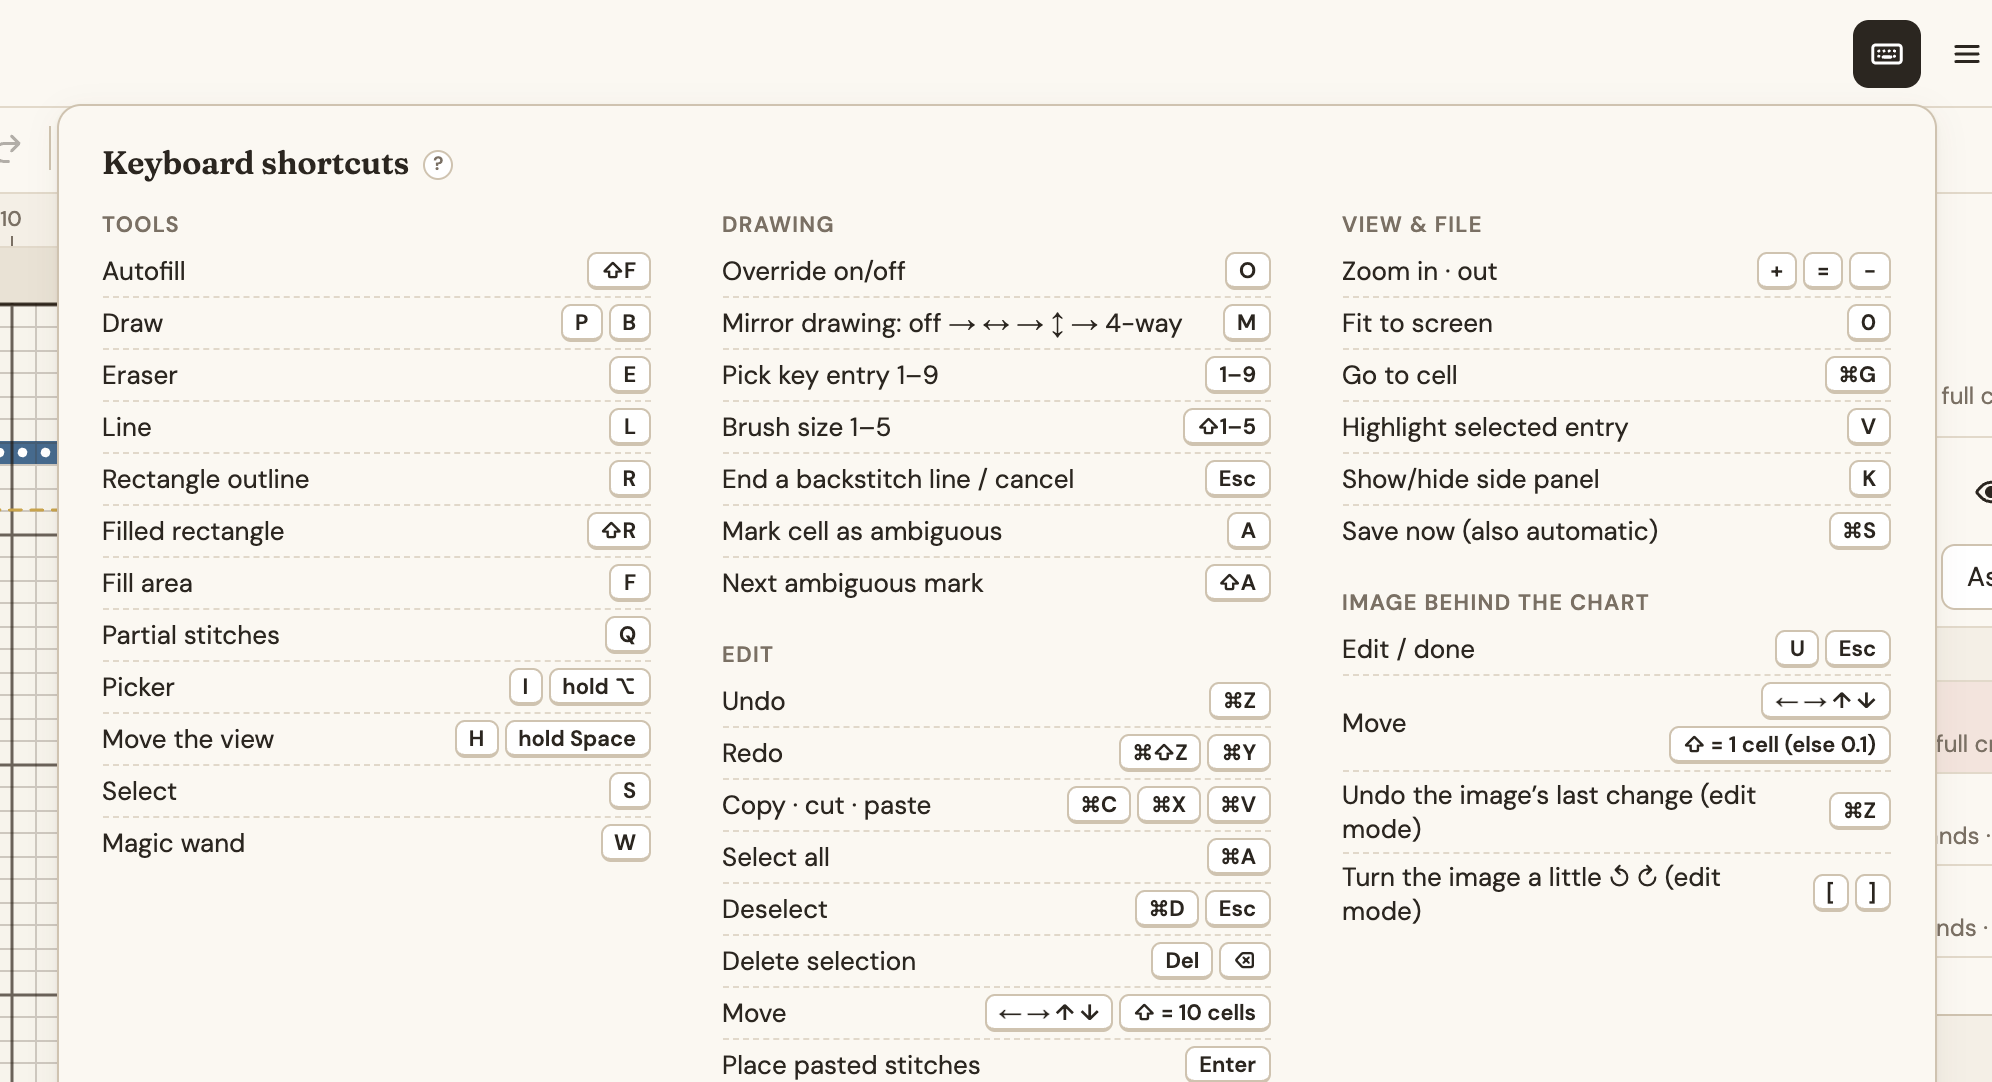 Keyboard shortcuts ?
TOOLS
Autofill ⇧F
Draw P B
Eraser E
Line L
Rectangle outline R
Filled rectangle ⇧R
Fill area F
Partial stitches Q
Picker I hold ⌥
Move the view H hold Space
Select S
Magic wand W
DRAWING
Override on/off O
Mirror drawing: off → ↔ → ↕ → 4-way M
Pick key entry 1–9 1–9
Brush size 1–5 ⇧1–5
End a backstitch line / cancel Esc
Mark cell as ambiguous A
Next ambiguous mark ⇧A
EDIT
Undo ⌘Z
Redo ⌘⇧Z ⌘Y
Copy · cut · paste ⌘C ⌘X ⌘V
Select all ⌘A
Deselect ⌘D Esc
Delete selection Del ⌫
Move ←→↑↓ ⇧ = 10 cells
Place pasted stitches Enter
VIEW & FILE
Zoom in · out + = −
Fit to screen 0
Go to cell ⌘G
Highlight selected entry V
Show/hide side panel K
Save now (also automatic) ⌘S
IMAGE BEHIND THE CHART
Edit / done U Esc
Move ←→↑↓
⇧ = 1 cell (else 0.1)
Undo the image’s last change (edit
mode) ⌘Z
Turn the image a little ↺ ↻ (edit
mode) [ ]
10
full
As
full